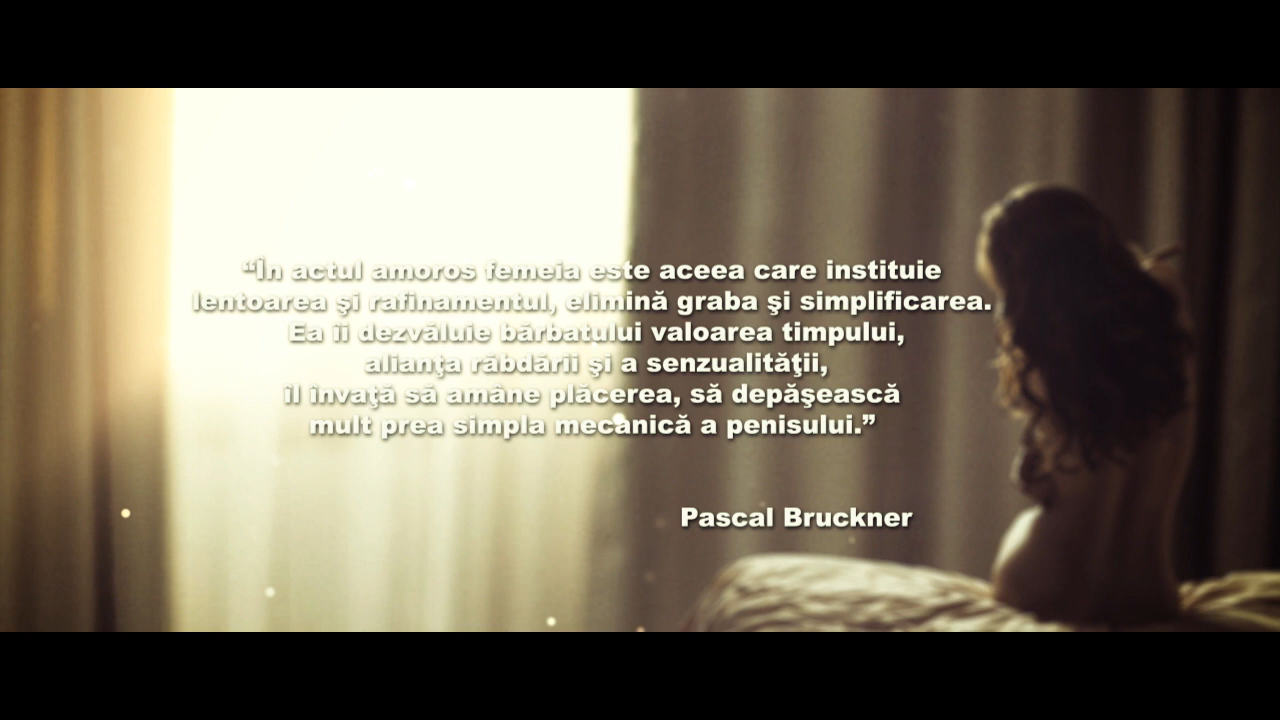 “În actul amoros femeia este aceea care instituie
lentoarea şi rafinamentul, elimină graba şi simplificarea.
Ea îi dezvăluie bărbatului valoarea timpului,
alianţa răbdării şi a senzualităţii,
îl învaţă să amâne plăcerea, să depăşească
mult prea simpla mecanică a penisului.”
Pascal Bruckner